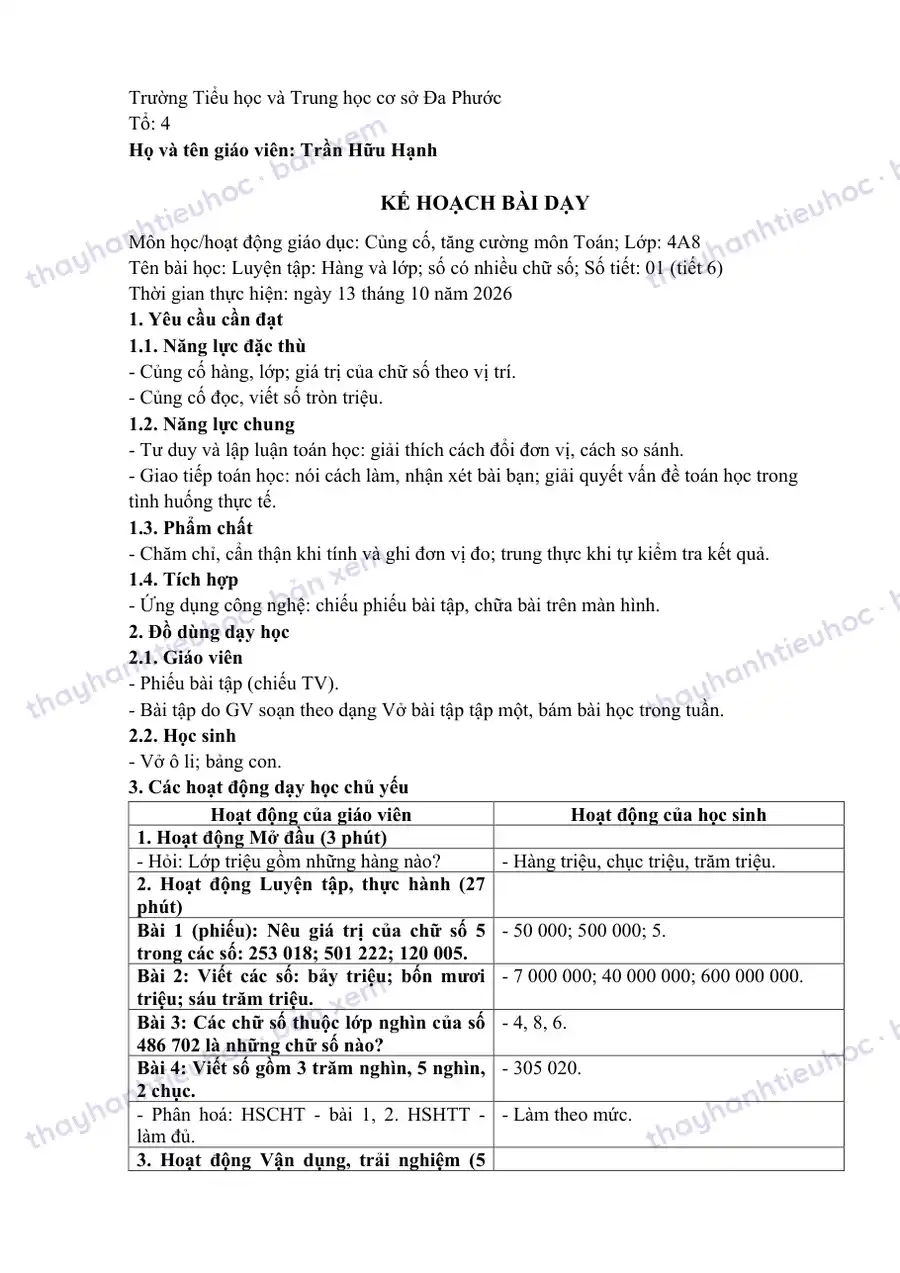 Trường Tiểu học và Trung học cơ sở Đa Phước
Tổ: 4
Họ và tên giáo viên: Trần Hữu Hạnh
KẾ HOẠCH BÀI DẠY
Môn học/hoạt động giáo dục: Củng cố, tăng cường môn Toán; Lớp: 4A8
Tên bài học: Luyện tập: Hàng và lớp; số có nhiều chữ số; Số tiết: 01 (tiết 6)
Thời gian thực hiện: ngày 13 tháng 10 năm 2026
1. Yêu cầu cần đạt
1.1. Năng lực đặc thù
- Củng cố hàng, lớp; giá trị của chữ số theo vị trí.
- Củng cố đọc, viết số tròn triệu.
1.2. Năng lực chung
- Tư duy và lập luận toán học: giải thích cách đổi đơn vị, cách so sánh.
- Giao tiếp toán học: nói cách làm, nhận xét bài bạn; giải quyết vấn đề toán học trong
tình huống thực tế.
1.3. Phẩm chất
- Chăm chỉ, cẩn thận khi tính và ghi đơn vị đo; trung thực khi tự kiểm tra kết quả.
1.4. Tích hợp
- Ứng dụng công nghệ: chiếu phiếu bài tập, chữa bài trên màn hình.
2. Đồ dùng dạy học
2.1. Giáo viên
- Phiếu bài tập (chiếu TV).
- Bài tập do GV soạn theo dạng Vở bài tập tập một, bám bài học trong tuần.
2.2. Học sinh
- Vở ô li; bảng con.
3. Các hoạt động dạy học chủ yếu
Hoạt động của giáo viên
Hoạt động của học sinh
1. Hoạt động Mở đầu (3 phút)
- Hỏi: Lớp triệu gồm những hàng nào?
- Hàng triệu, chục triệu, trăm triệu.
2. Hoạt động Luyện tập, thực hành (27
phút)
Bài 1 (phiếu): Nêu giá trị của chữ số 5
trong các số: 253 018; 501 222; 120 005.
- 50 000; 500 000; 5.
Bài 2: Viết các số: bảy triệu; bốn mươi
triệu; sáu trăm triệu.
- 7 000 000; 40 000 000; 600 000 000.
Bài 3: Các chữ số thuộc lớp nghìn của số
486 702 là những chữ số nào?
- 4, 8, 6.
Bài 4: Viết số gồm 3 trăm nghìn, 5 nghìn,
2 chục.
- 305 020.
- Phân hoá: HSCHT - bài 1, 2. HSHTT -
làm đủ.
- Làm theo mức.
3. Hoạt động Vận dụng, trải nghiệm (5
thayhanhtieuhoc · bản xem
thayhanhtieuhoc · b
thayhanhtieuhoc · bản xem
thayhanhtieuhoc · b
thayhanhtieuhoc · bản xem
thayhanhtieuhoc · b